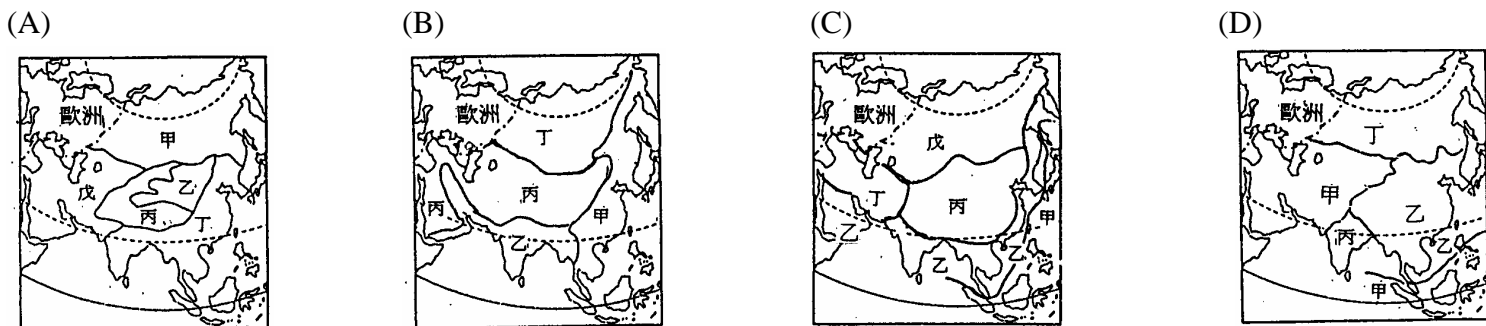 (A) (B) (C) (D)
歐洲 歐洲 歐洲 歐洲
甲 丁 戊 丁
戊 乙 丙 丁 丙 甲 乙
丙 丁 丙 甲 甲 丙 乙
乙 乙 乙 乙 甲